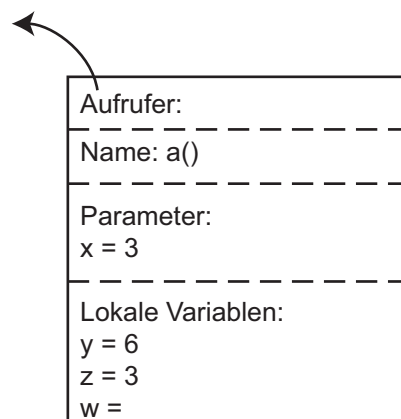 Aufrufer:
Name: a()
Parameter:
x = 3
Lokale Variablen:
y = 6
z = 3
w =